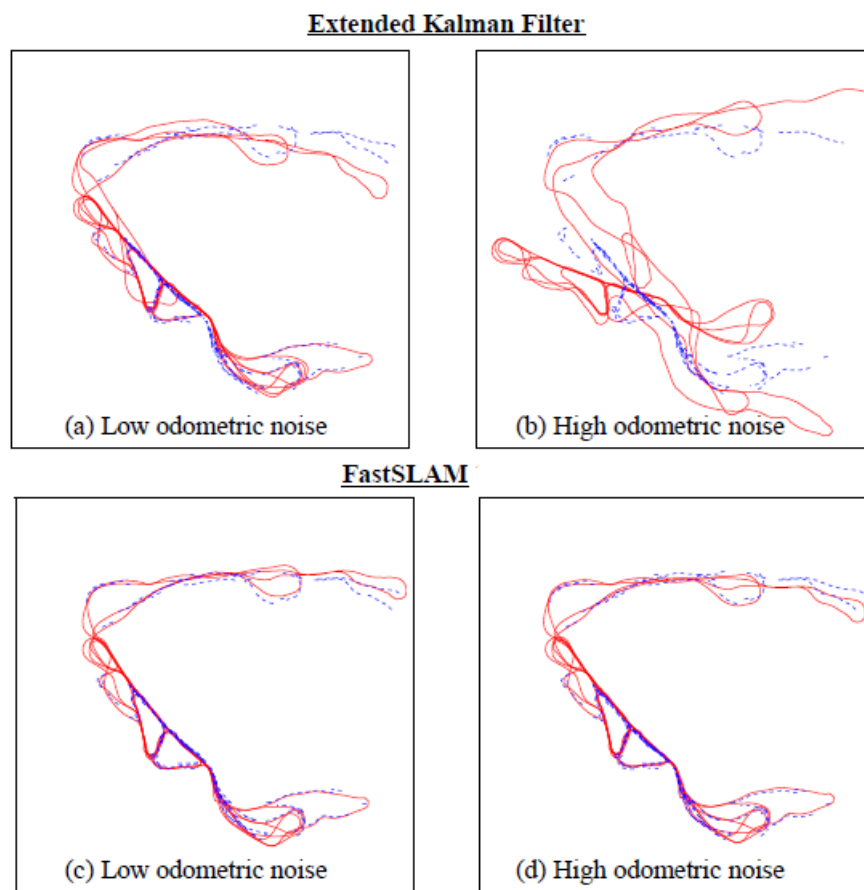 Extended Kalman Filter
(a) Low odometric noise
(b) High odometric noise
FastSLAM
(c) Low odometric noise
(d) High odometric noise